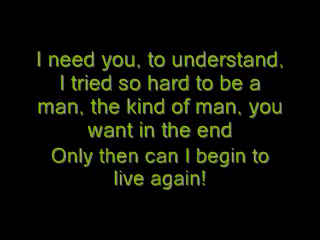 I need you, to understand,
I tried so hard to be a
man, the kind of man, you
want in the end
Only then can I begin to
live again!